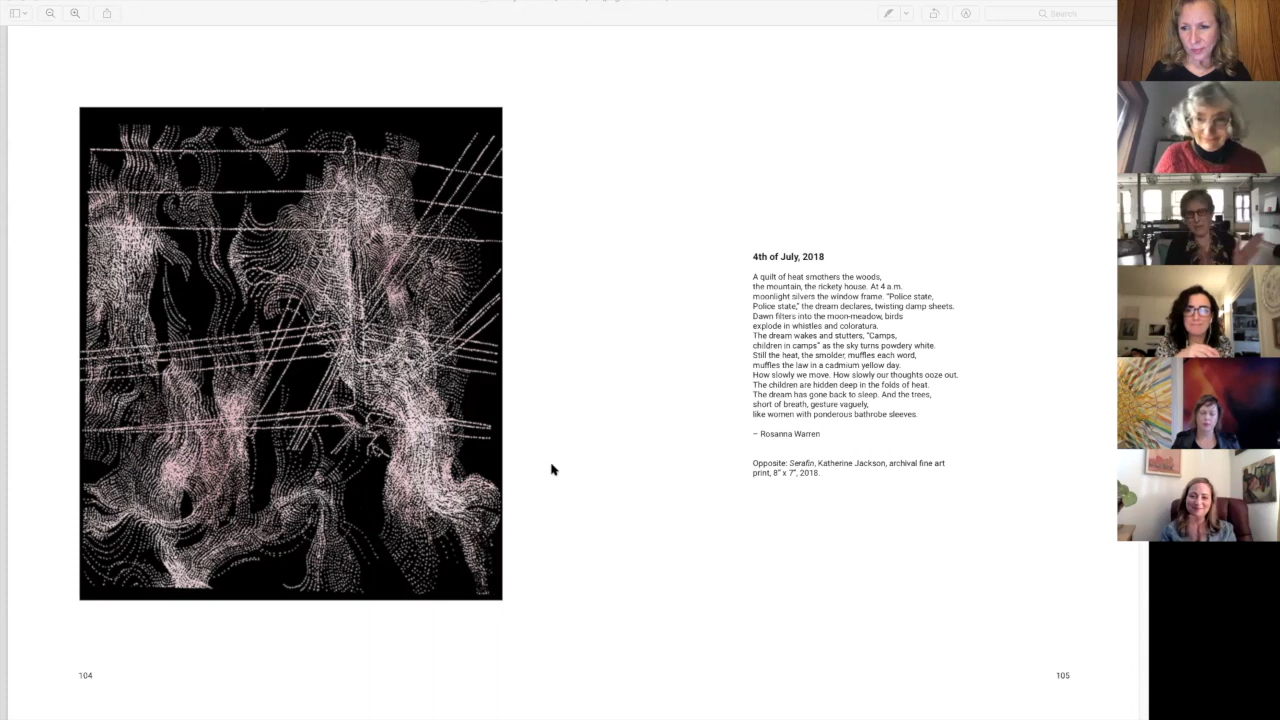 Search
4th of July, 2018
A quilt of heat smothers the woods,
the mountain, the rickety house. At 4 a.m.
moonlight silvers the window frame. “Police state,
Police state,” the dream declares, twisting damp sheets.
Dawn filters into the moon-meadow, birds
explode in whistles and coloratura.
The dream wakes and stutters, “Camps,
children in camps” as the sky turns powdery white.
Still the heat, the smolder, muffles each word,
muffles the law in a cadmium yellow day.
How slowly we move. How slowly our thoughts ooze out.
The children are hidden deep in the folds of heat.
The dream has gone back to sleep. And the trees,
short of breath, gesture vaguely,
like women with ponderous bathrobe sleeves.
– Rosanna Warren
Opposite: Serafin, Katherine Jackson, archival fine art
print, 8” x 7”, 2018.
104
105